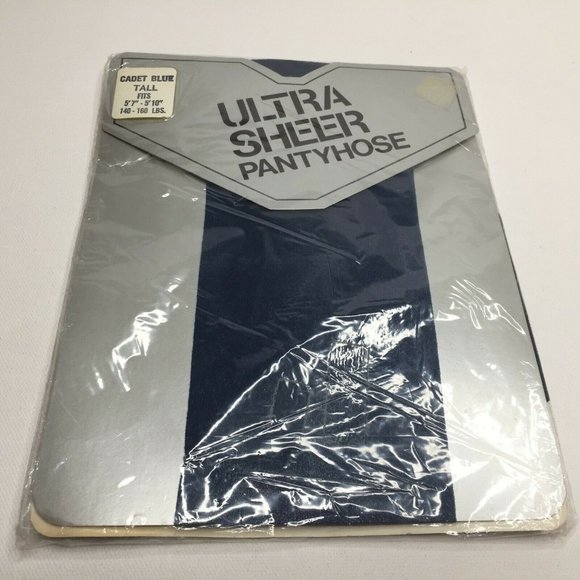 CADET BLUE
TALL
FITS
5'7" - 5'10"
140 - 160 LBS.
ULTRA
SHEER
PANTYHOSE